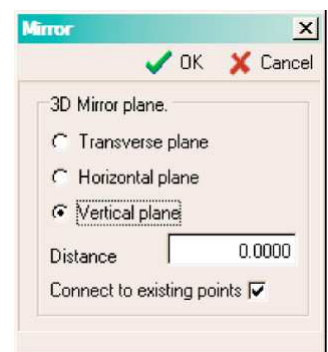 Mirror
OK Cancel
3D Mirror plane.
Transverse plane
Horizontal plane
Vertical plane
Distance 0.0000
Connect to existing points